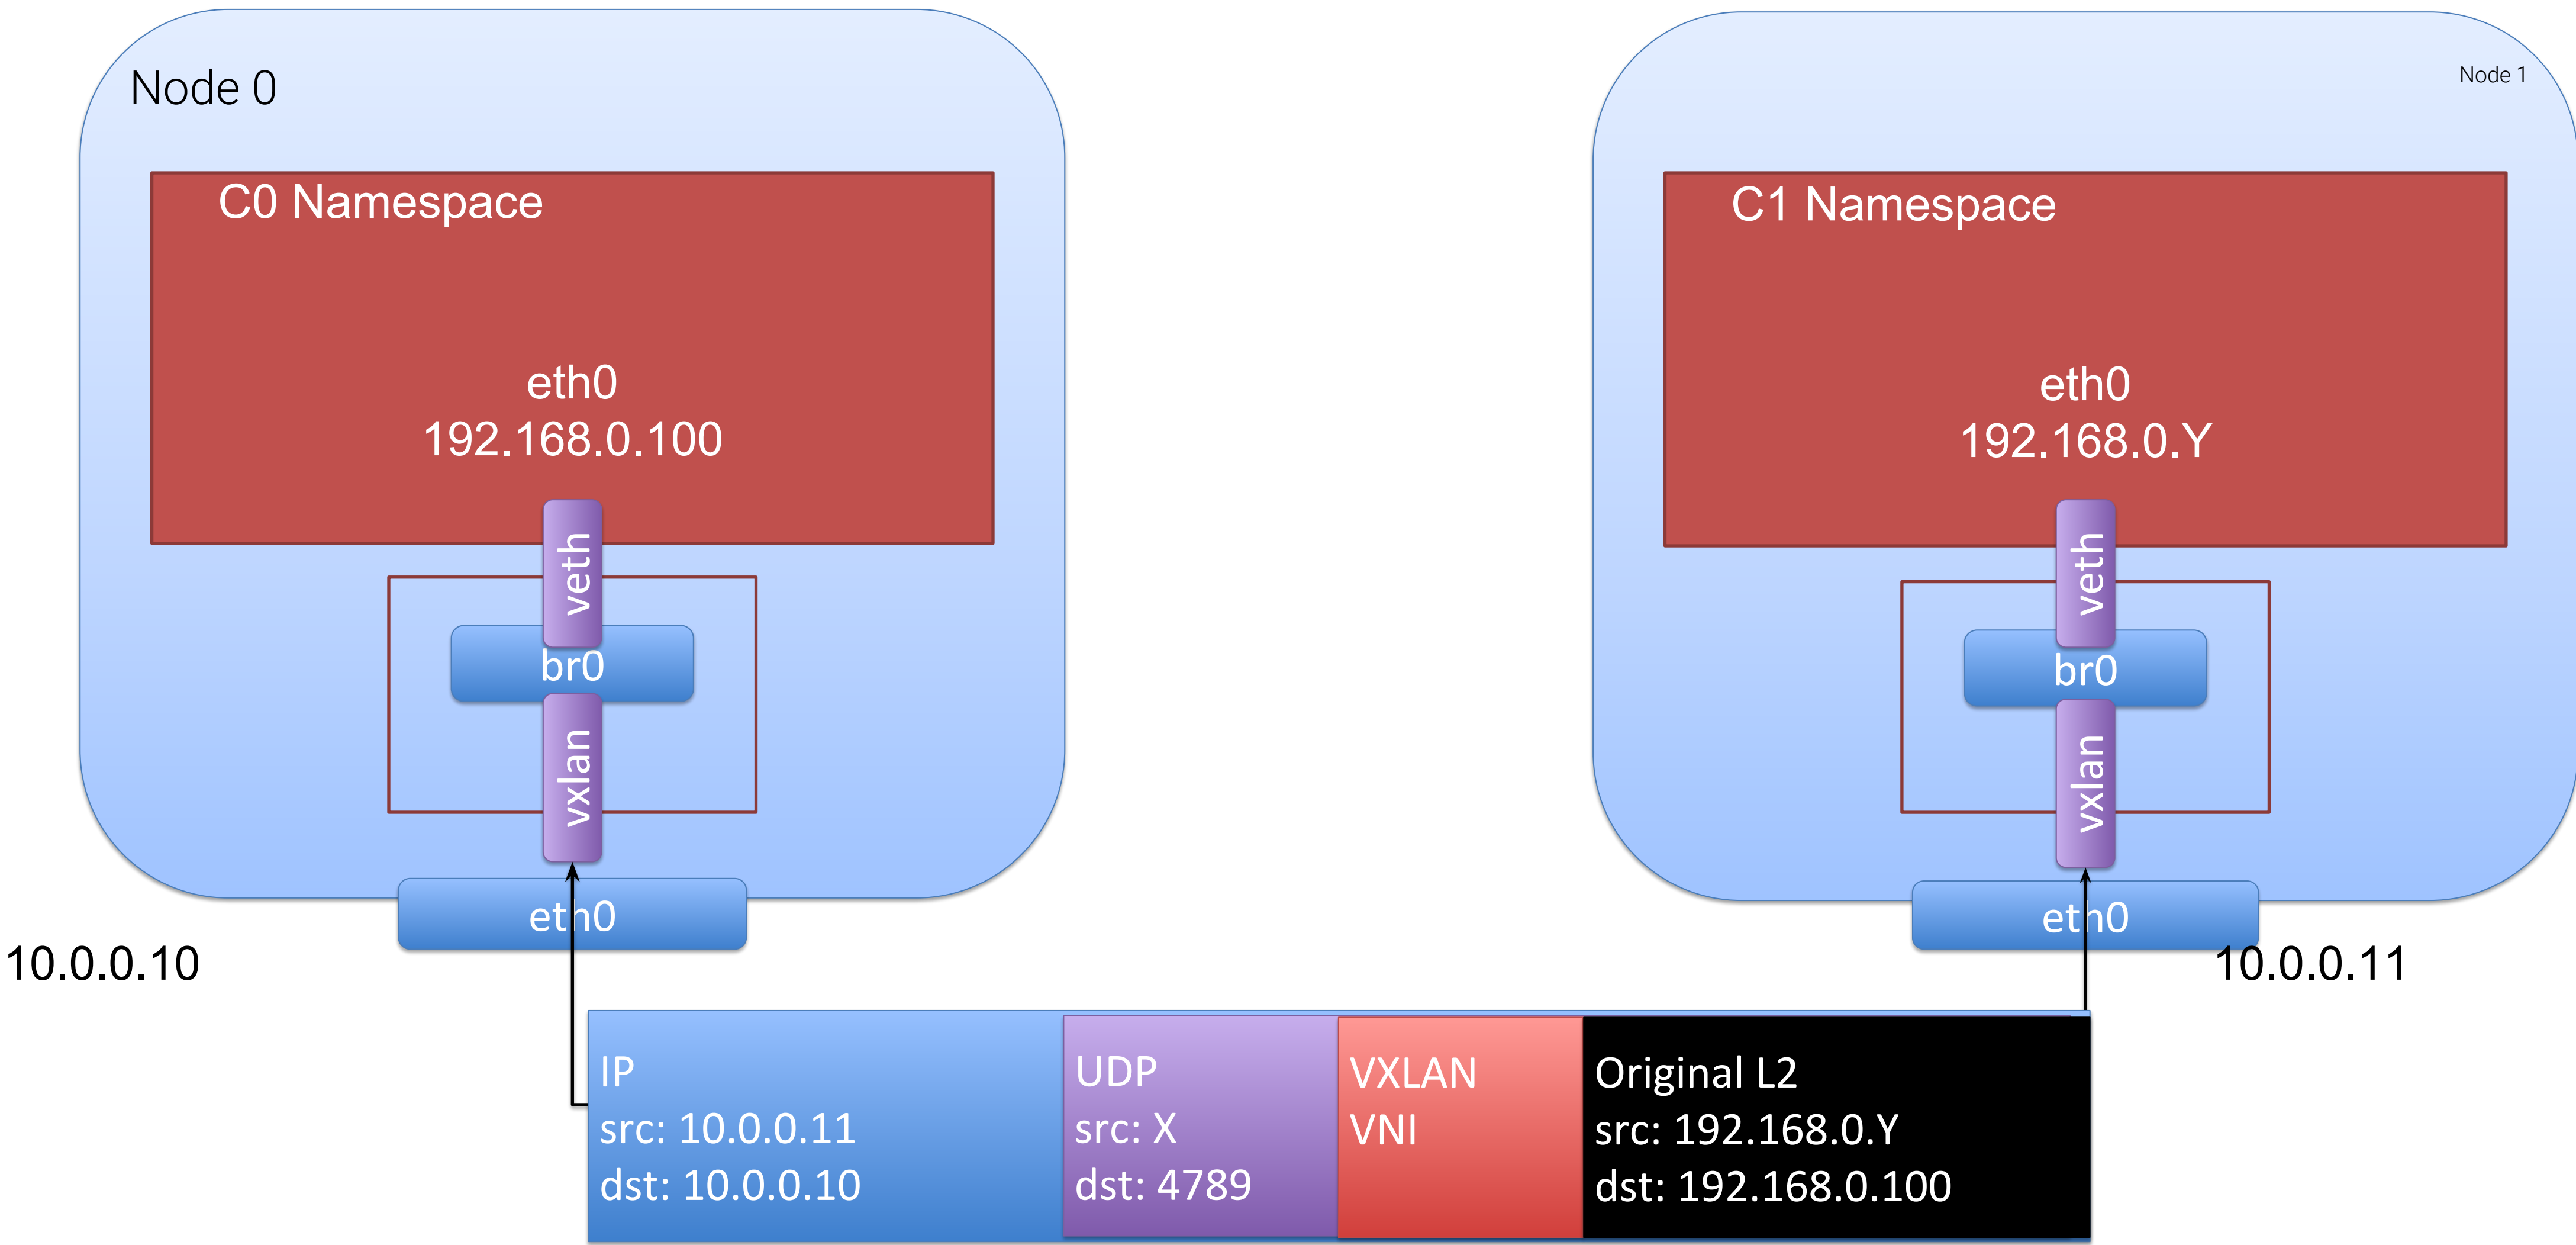 Node 0
C0 Namespace
eth0
192.168.0.100
veth
br0
vxlan
eth0
10.0.0.10
Node 1
C1 Namespace
eth0
192.168.0.Y
veth
br0
vxlan
eth0
10.0.0.11
IP
src: 10.0.0.11
dst: 10.0.0.10
UDP
src: X
dst: 4789
VXLAN
VNI
Original L2
src: 192.168.0.Y
dst: 192.168.0.100